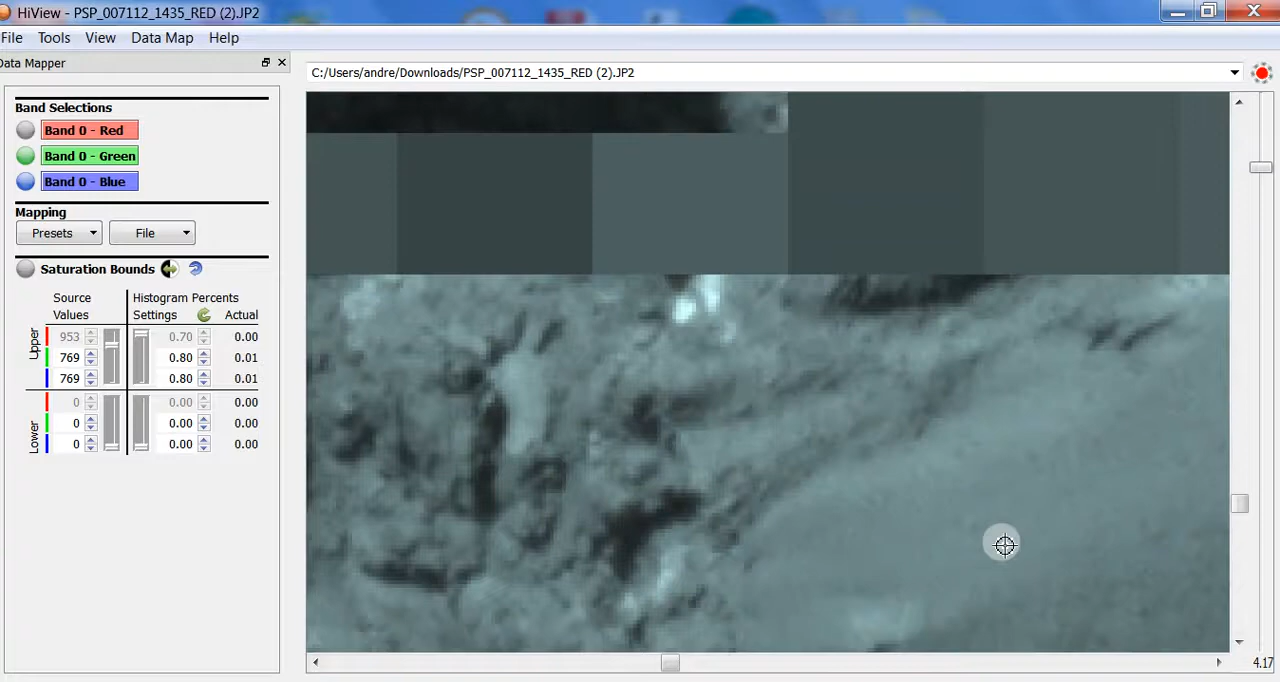 HiView - PSP_007112_1435_RED (2).JP2
File Tools View Data Map Help
Data Mapper
C:/Users/andre/Downloads/PSP_007112_1435_RED (2).JP2
Band Selections
Band 0 - Red
Band 0 - Green
Band 0 - Blue
Mapping
Presets File
Saturation Bounds
Source Histogram Percents
Values Settings Actual
Upper
953 0.70 0.00
769 0.80 0.01
769 0.80 0.01
Lower
0 0.00 0.00
0 0.00 0.00
0 0.00 0.00
4.17